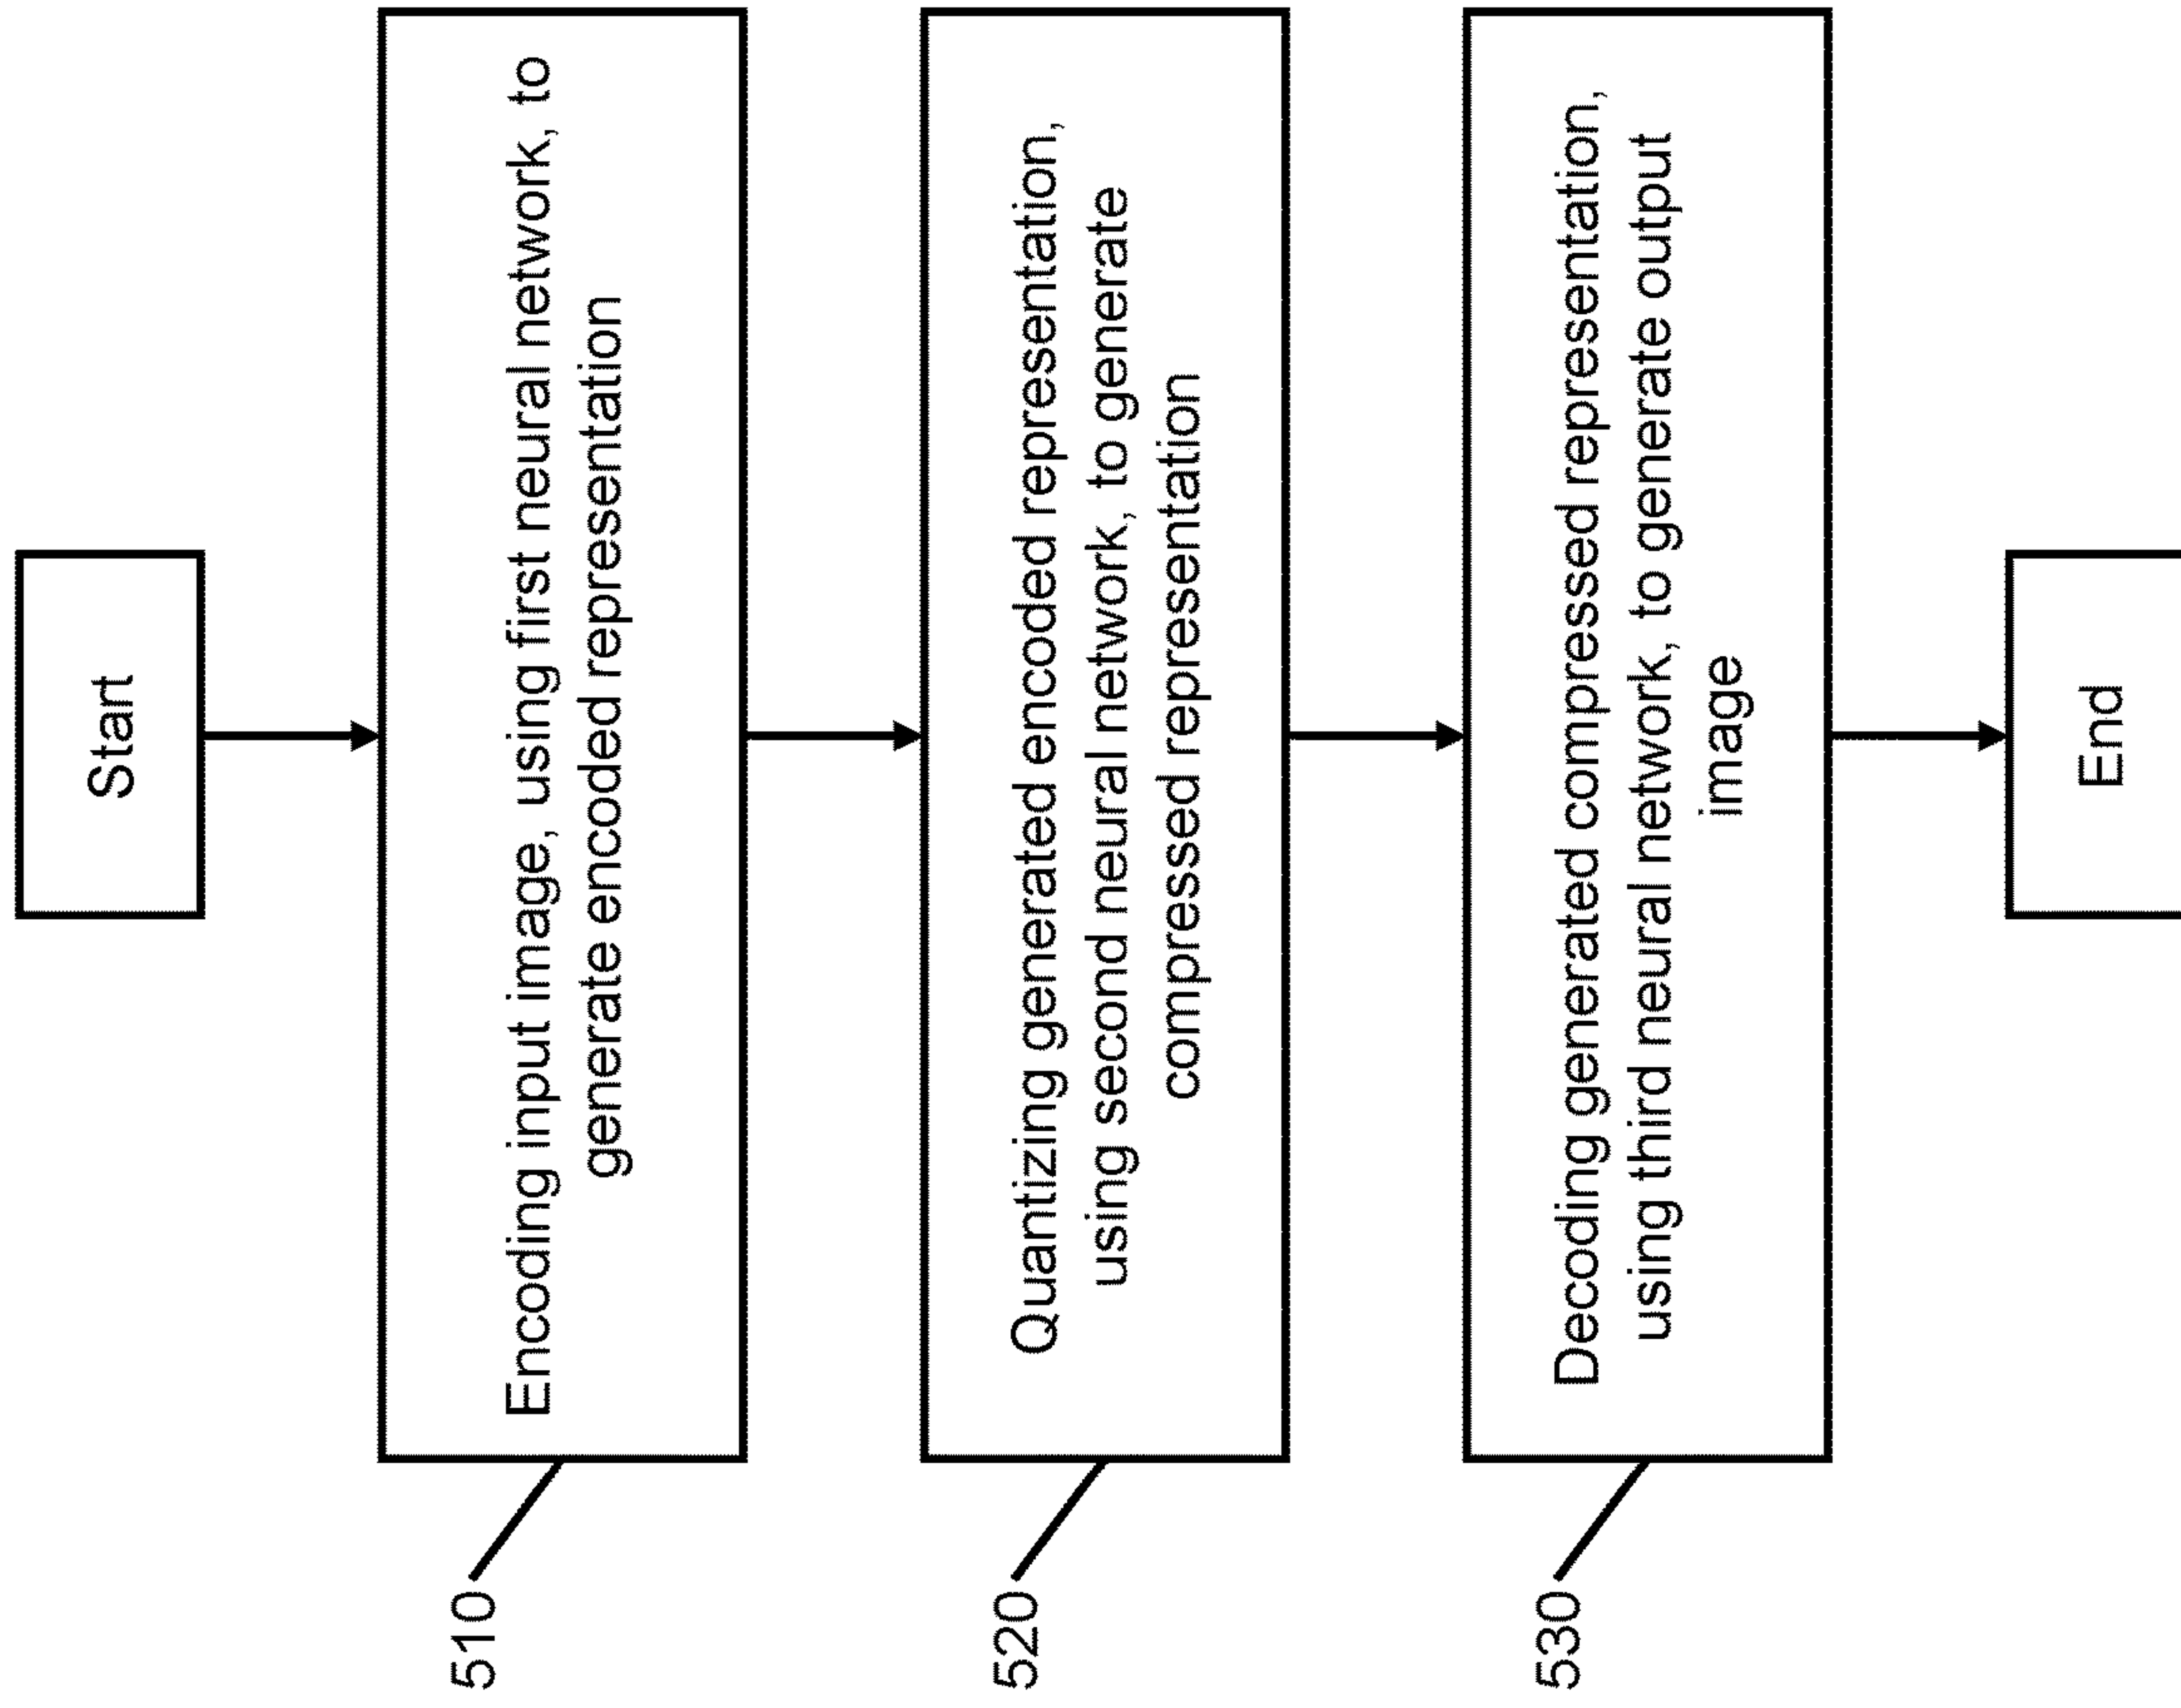 Start
510
Encoding input image, using first neural network, to
generate encoded representation
520
Quantizing generated encoded representation,
using second neural network, to generate
compressed representation
530
Decoding generated compressed representation,
using third neural network, to generate output
image
End